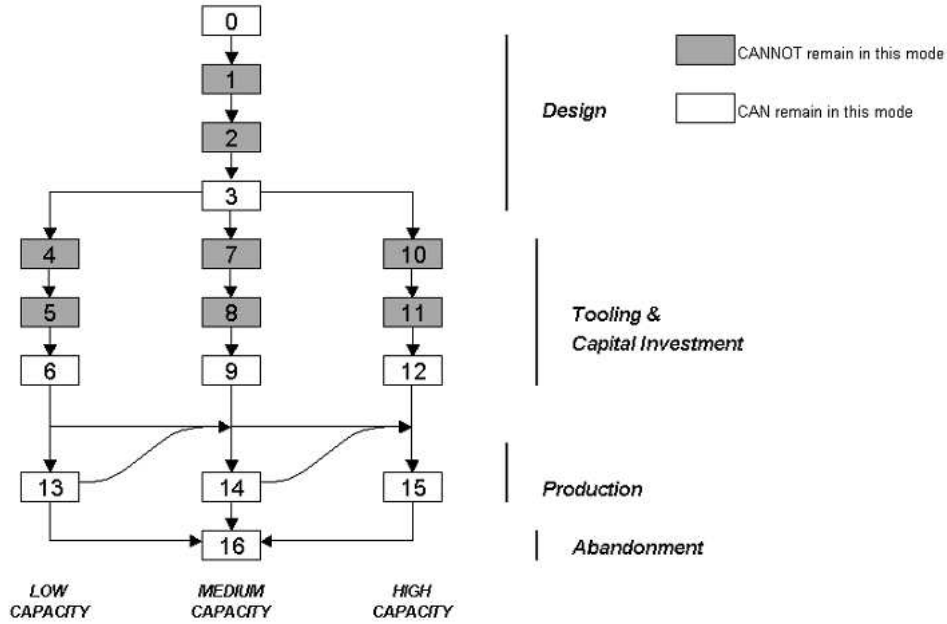 0
1
CANNOT remain in this mode
Design
2
CAN remain in this mode
3
4
7
10
5
8
11
Tooling &
Capital Investment
6
9
12
13
14
15
Production
16
Abandonment
LOW
CAPACITY
MEDIUM
CAPACITY
HIGH
CAPACITY